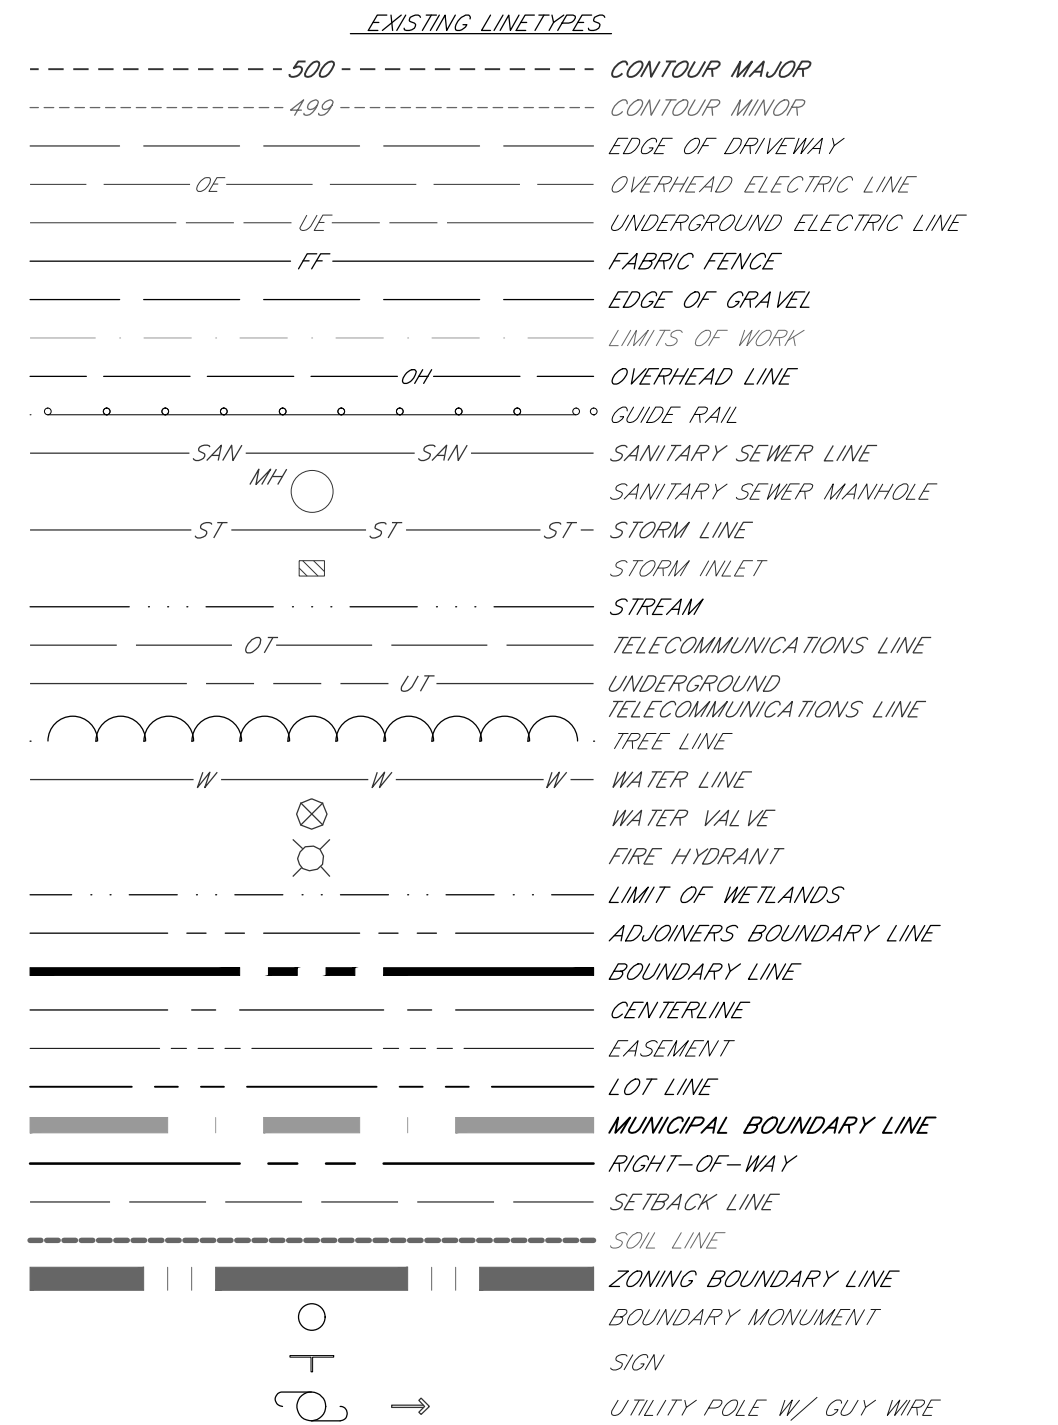 EXISTING LINETYPES
500 CONTOUR MAJOR
499 CONTOUR MINOR
EDGE OF DRIVEWAY
OE OVERHEAD ELECTRIC LINE
UE UNDERGROUND ELECTRIC LINE
FF FABRIC FENCE
EDGE OF GRAVEL
LIMITS OF WORK
OH OVERHEAD LINE
GUIDE RAIL
SAN SAN SANITARY SEWER LINE
MH SANITARY SEWER MANHOLE
ST ST ST STORM LINE
STORM INLET
STREAM
OT TELECOMMUNICATIONS LINE
UT UNDERGROUND
TELECOMMUNICATIONS LINE
TREE LINE
W W W WATER LINE
WATER VALVE
FIRE HYDRANT
LIMIT OF WETLANDS
ADJOINERS BOUNDARY LINE
BOUNDARY LINE
CENTERLINE
EASEMENT
LOT LINE
MUNICIPAL BOUNDARY LINE
RIGHT-OF-WAY
SETBACK LINE
SOIL LINE
ZONING BOUNDARY LINE
BOUNDARY MONUMENT
SIGN
UTILITY POLE W/ GUY WIRE